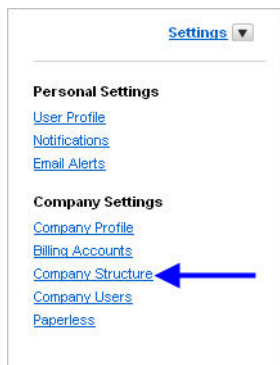 Settings
Personal Settings
User Profile
Notifications
Email Alerts
Company Settings
Company Profile
Billing Accounts
Company Structure
Company Users
Paperless